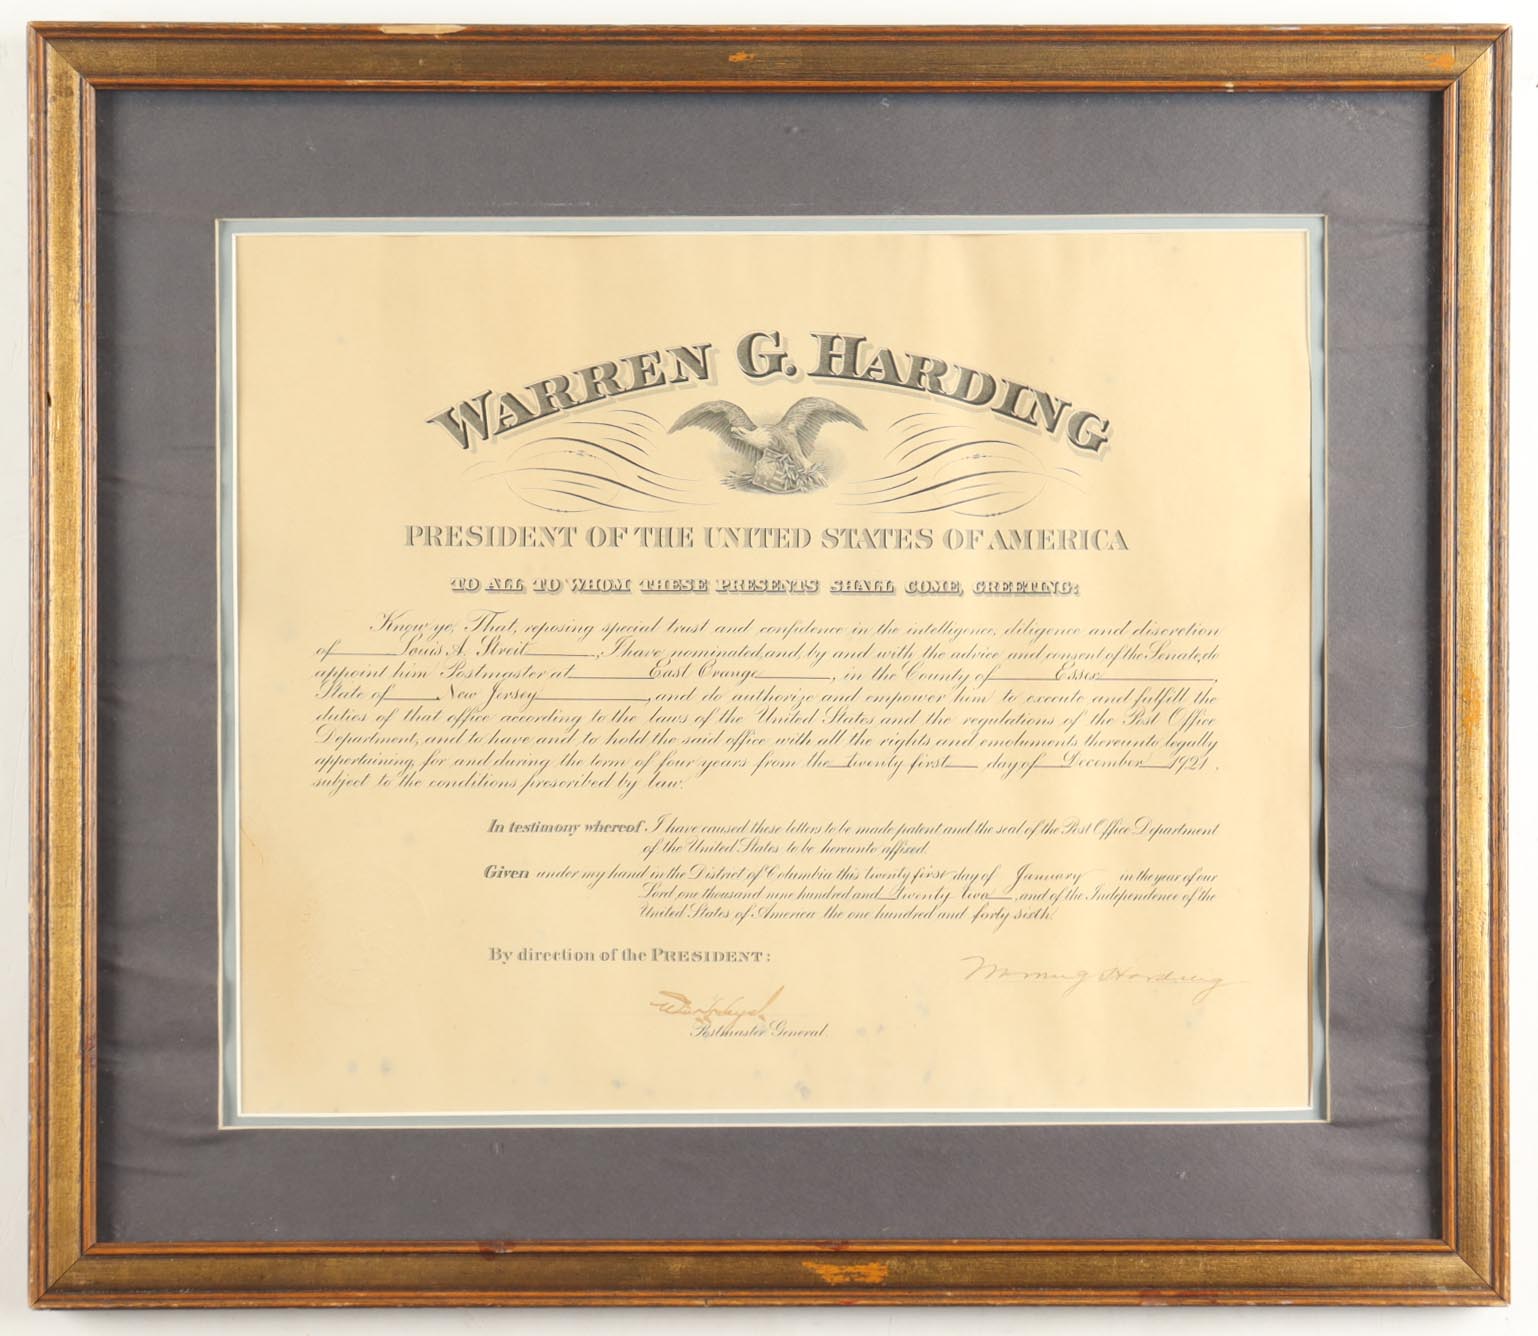 WARREN G. HARDING
PRESIDENT OF THE UNITED STATES OF AMERICA
TO ALL TO WHOM THESE PRESENTS SHALL COME, GREETING:
Know ye, That, reposing special trust and confidence in the intelligence, diligence and discretion
of Louis A. Streit, I have nominated, and, by and with the advice and consent of the Senate, do
appoint him Postmaster at East Orange, in the County of Essex,
State of New Jersey, and do authorize and empower him to execute and fulfill the
duties of that office according to the laws of the United States and the regulations of the Post Office
Department, and to have and to hold the said office with all the rights and emoluments thereunto legally
appertaining, for and during the term of four years from the twenty first day of December 1921,
subject to the conditions prescribed by law.
In testimony whereof, I have caused these letters to be made patent and the seal of the Post Office Department
of the United States to be hereunto affixed.
Given under my hand in the District of Columbia this twenty first day of January in the year of our
Lord one thousand nine hundred and twenty two, and of the Independence of the
United States of America the one hundred and forty sixth.
By direction of the PRESIDENT:
Warren G Harding
Will H Hays
Postmaster General.